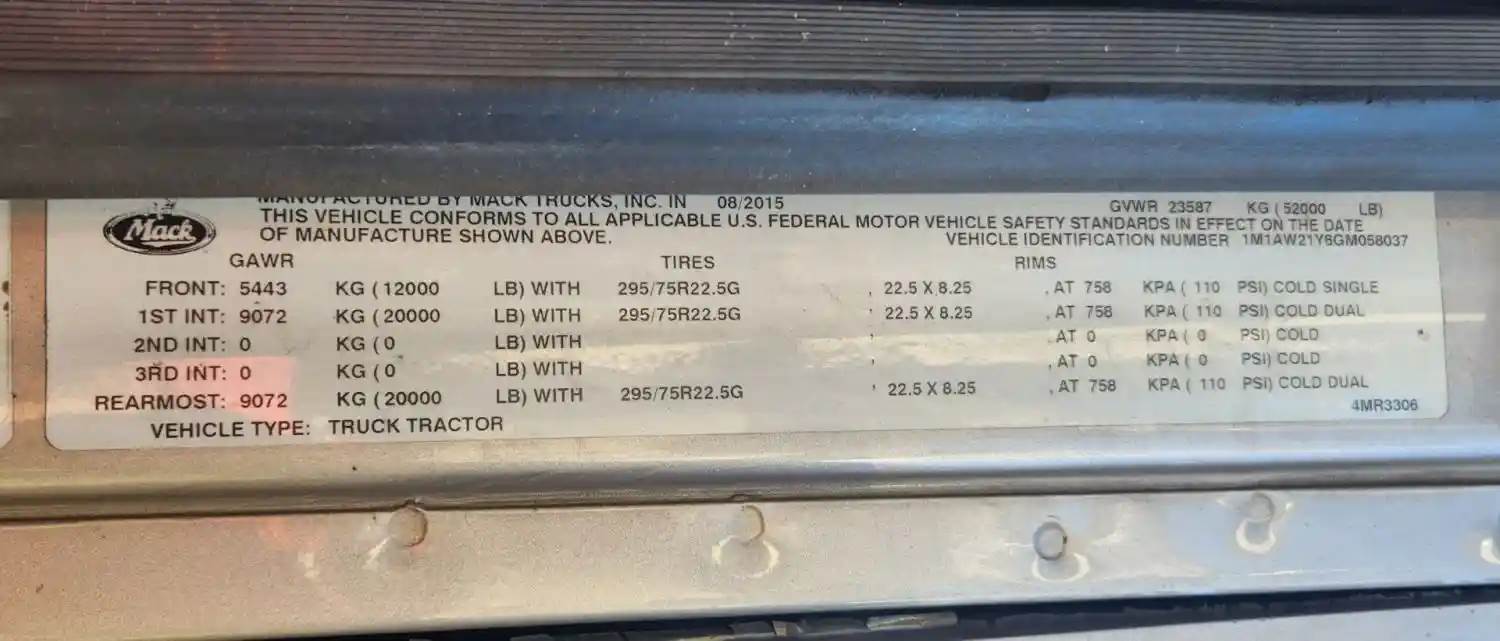 MANUFACTURED BY MACK TRUCKS, INC. IN 08/2015 GVWR 23587 KG ( 52000 LB)
Mack
THIS VEHICLE CONFORMS TO ALL APPLICABLE U.S. FEDERAL MOTOR VEHICLE SAFETY STANDARDS IN EFFECT ON THE DATE
OF MANUFACTURE SHOWN ABOVE. VEHICLE IDENTIFICATION NUMBER 1M1AW21Y8GM058037
GAWR TIRES RIMS
FRONT: 5443 KG ( 12000 LB) WITH 295/75R22.5G , 22.5 X 8.25 , AT 758 KPA ( 110 PSI) COLD SINGLE
1ST INT: 9072 KG ( 20000 LB) WITH 295/75R22.5G , 22.5 X 8.25 , AT 758 KPA ( 110 PSI) COLD DUAL
2ND INT: 0 KG ( 0 LB) WITH , , AT 0 KPA ( 0 PSI) COLD
3RD INT: 0 KG ( 0 LB) WITH , , AT 0 KPA ( 0 PSI) COLD
REARMOST: 9072 KG ( 20000 LB) WITH 295/75R22.5G , 22.5 X 8.25 , AT 758 KPA ( 110 PSI) COLD DUAL
4MR3306
VEHICLE TYPE: TRUCK TRACTOR